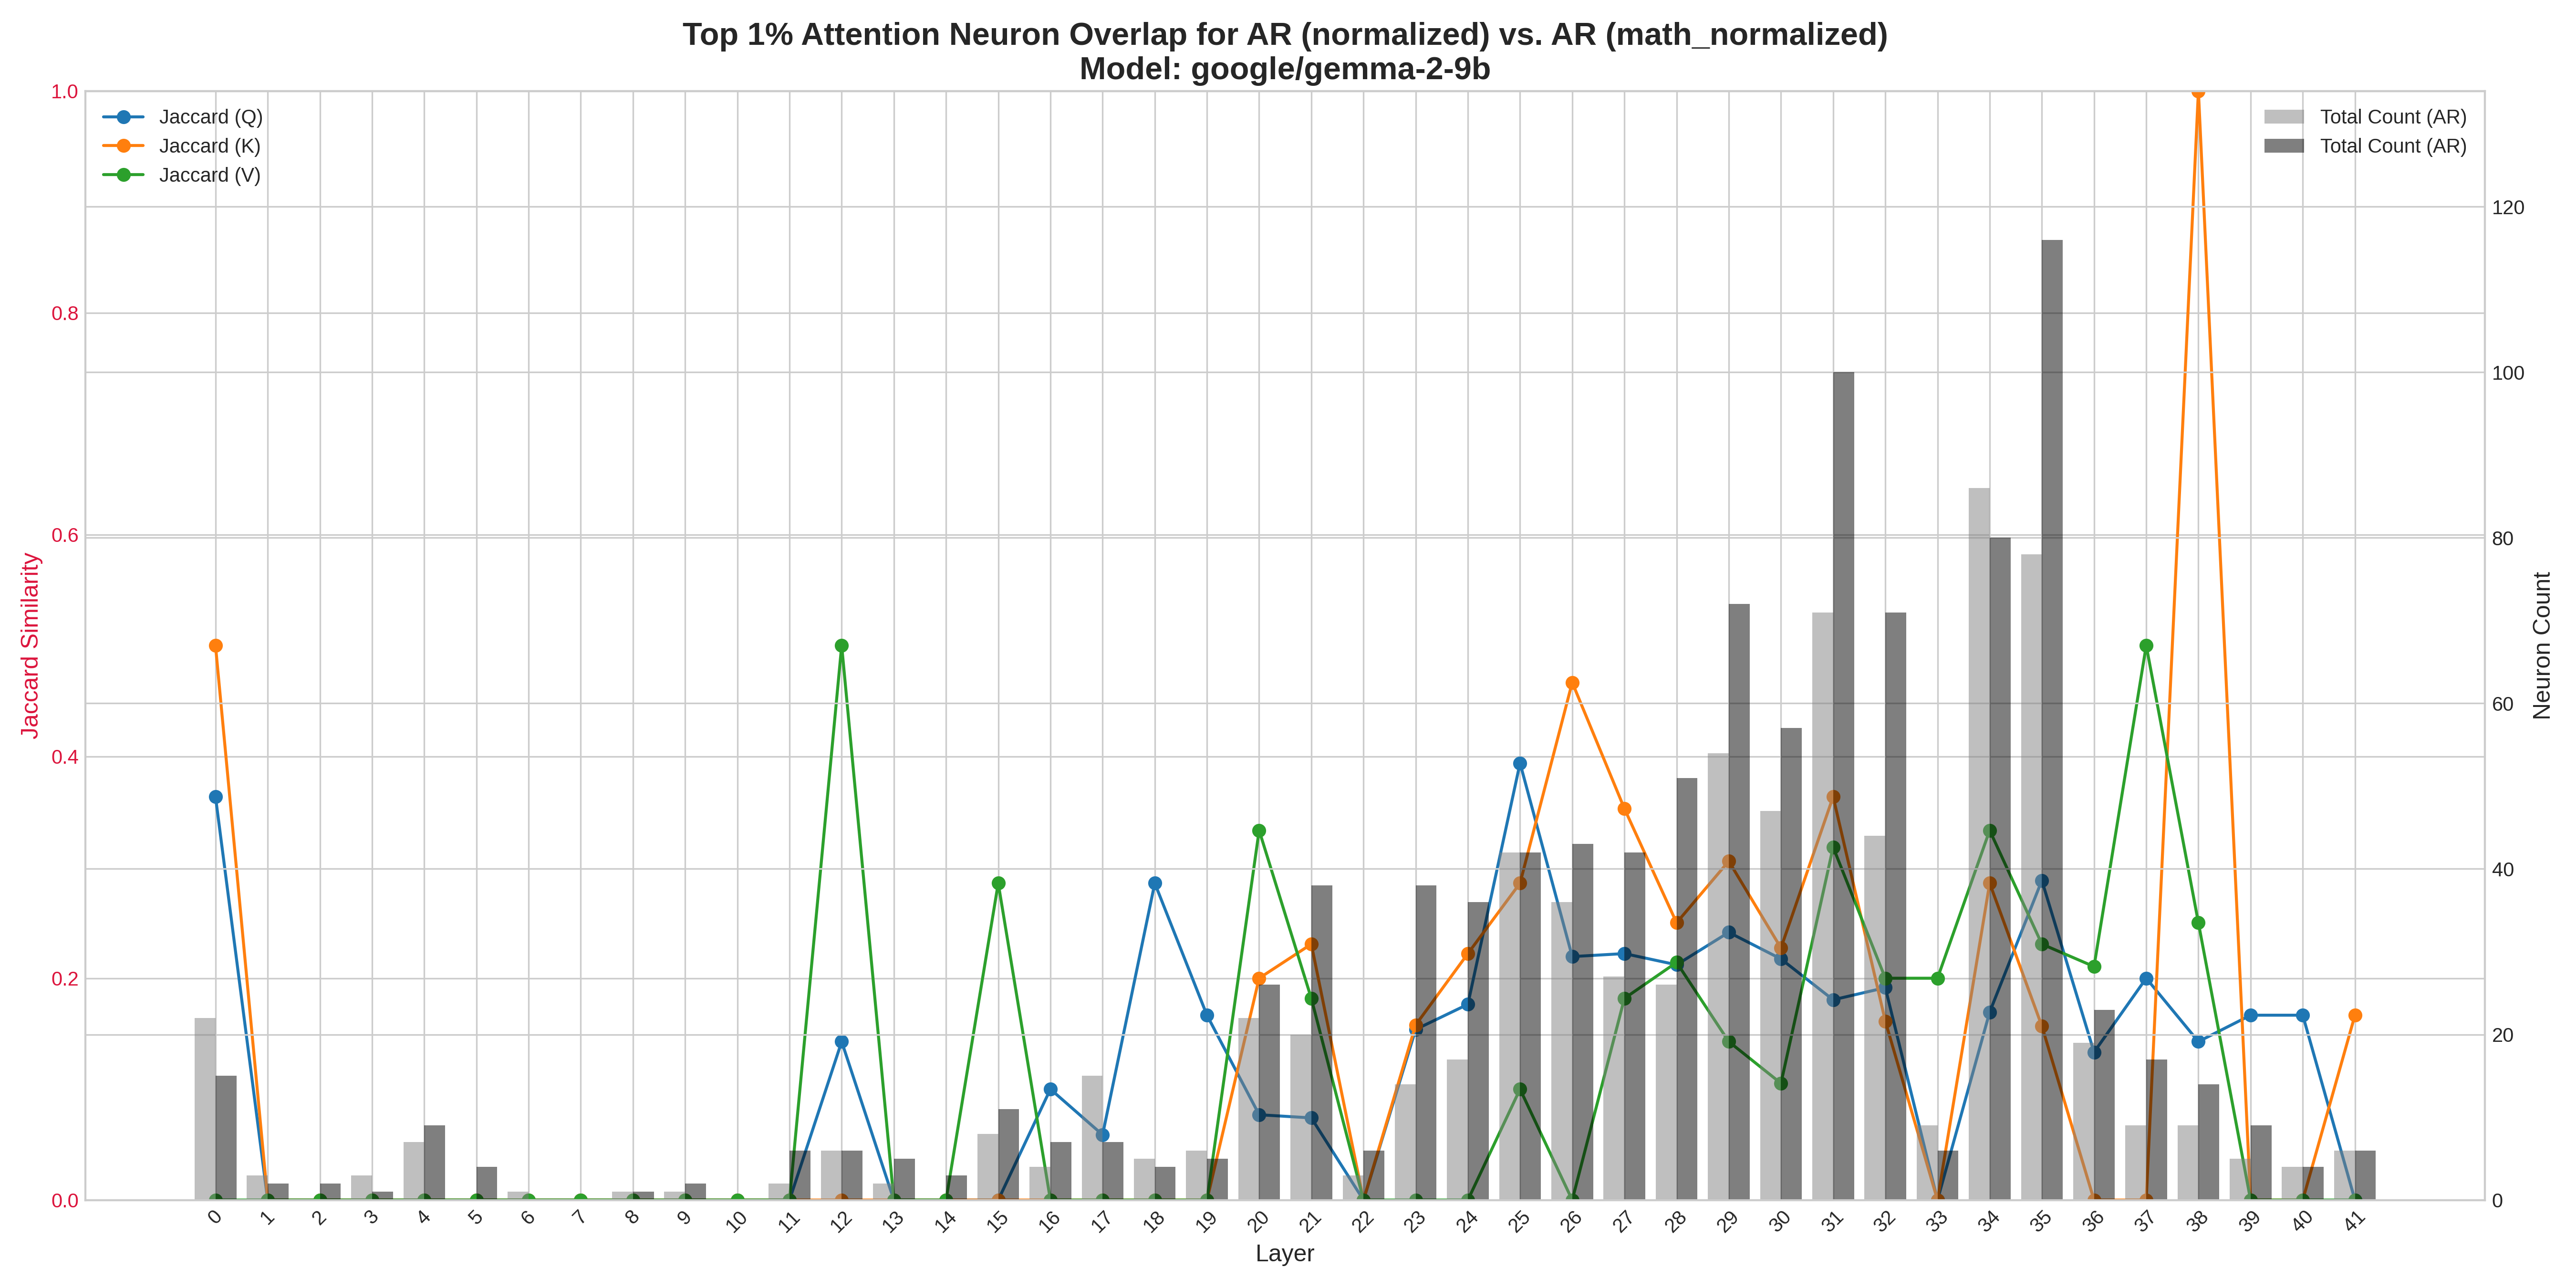 Top 1% Attention Neuron Overlap for AR (normalized) vs. AR (math_normalized)
Model: google/gemma-2-9b
Jaccard (Q)
Jaccard (K)
Jaccard (V)
Total Count (AR)
Total Count (AR)
1.0
0.8
0.6
0.4
0.2
0.0
Jaccard Similarity
120
100
80
60
40
20
0
Neuron Count
0 1 2 3 4 5 6 7 8 9 10 11 12 13 14 15 16 17 18 19 20 21 22 23 24 25 26 27 28 29 30 31 32 33 34 35 36 37 38 39 40 41
Layer